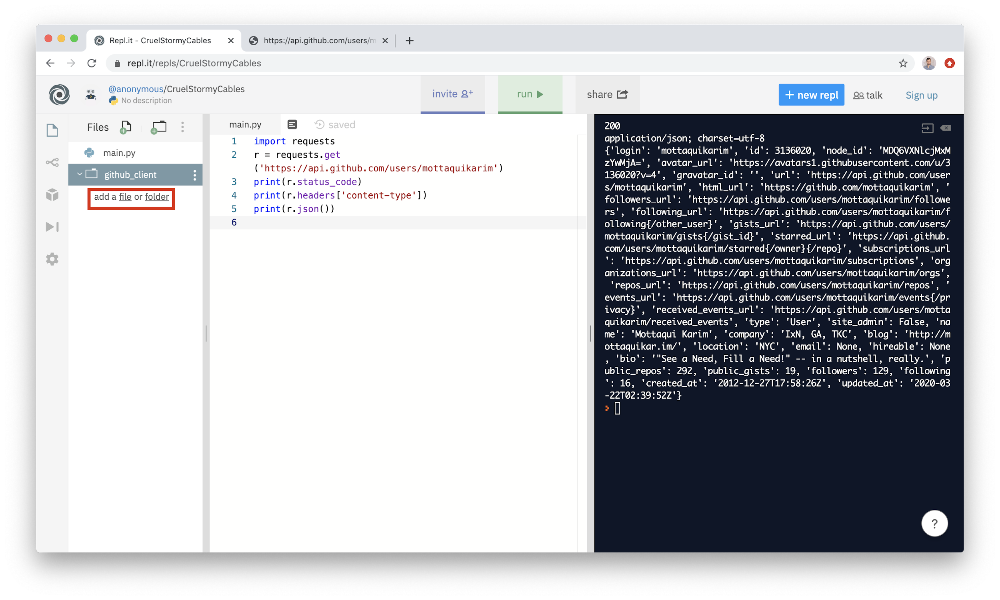 Repl.it - CruelStormyCables
https://api.github.com/users/m
repl.it/repls/CruelStormyCables
@anonymous/CruelStormyCables
No description
invite
run
share
+ new repl
talk
Sign up
Files
main.py
github_client
add a file or folder
main.py
saved
1 import requests
2 r = requests.get
('https://api.github.com/users/mottaquikarim')
3 print(r.status_code)
4 print(r.headers['content-type'])
5 print(r.json())
6
200
application/json; charset=utf-8
{'login': 'mottaquikarim', 'id': 3136020, 'node_id': 'MDQ6VXNlcjMxM
zYwMjA=', 'avatar_url': 'https://avatars1.githubusercontent.com/u/3
136020?v=4', 'gravatar_id': '', 'url': 'https://api.github.com/user
s/mottaquikarim', 'html_url': 'https://github.com/mottaquikarim', '
followers_url': 'https://api.github.com/users/mottaquikarim/followe
rs', 'following_url': 'https://api.github.com/users/mottaquikarim/f
ollowing{/other_user}', 'gists_url': 'https://api.github.com/users/
mottaquikarim/gists{/gist_id}', 'starred_url': 'https://api.github.
com/users/mottaquikarim/starred{/owner}{/repo}', 'subscriptions_url
': 'https://api.github.com/users/mottaquikarim/subscriptions', 'org
anizations_url': 'https://api.github.com/users/mottaquikarim/orgs',
'repos_url': 'https://api.github.com/users/mottaquikarim/repos', '
events_url': 'https://api.github.com/users/mottaquikarim/events{/pr
ivacy}', 'received_events_url': 'https://api.github.com/users/motta
quikarim/received_events', 'type': 'User', 'site_admin': False, 'na
me': 'Mottaqui Karim', 'company': 'IxN, GA, TKC', 'blog': 'http://m
ottaquikar.im/', 'location': 'NYC', 'email': None, 'hireable': None
, 'bio': '"See a Need, Fill a Need!" -- in a nutshell, really.', 'p
ublic_repos': 292, 'public_gists': 19, 'followers': 129, 'following
': 16, 'created_at': '2012-12-27T17:58:26Z', 'updated_at': '2020-03
-22T02:39:52Z'}
?